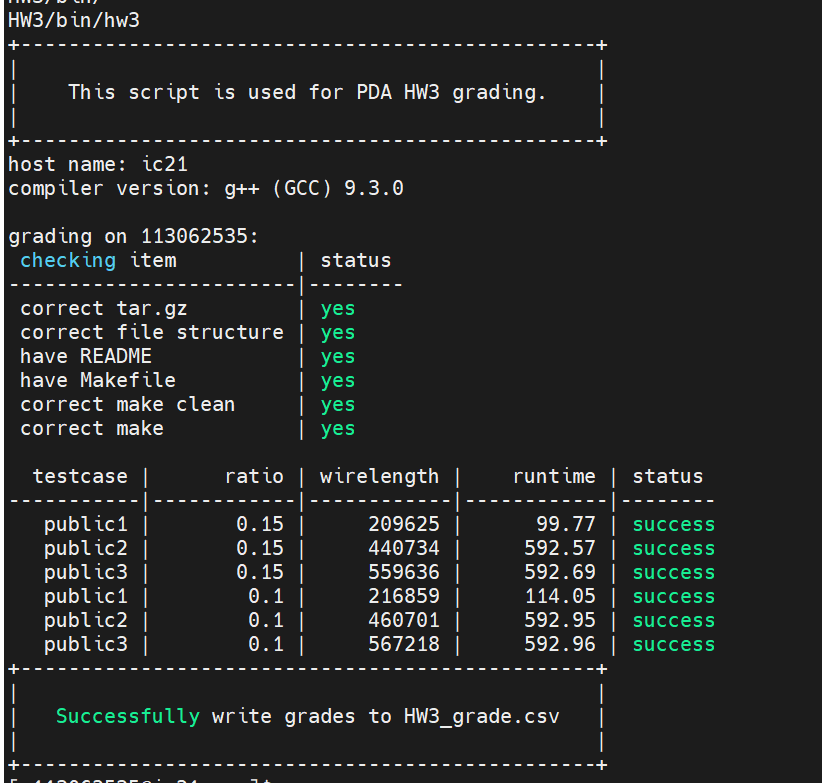 HW3/bin/
HW3/bin/hw3
+------------------------------------------------+
|                                                |
|    This script is used for PDA HW3 grading.    |
|                                                |
+------------------------------------------------+
host name: ic21
compiler version: g++ (GCC) 9.3.0
grading on 113062535:
 checking item          | status
------------------------|--------
 correct tar.gz         | yes
 correct file structure | yes
 have README            | yes
 have Makefile          | yes
 correct make clean     | yes
 correct make           | yes
  testcase |      ratio | wirelength |    runtime | status
-----------|------------|------------|------------|--------
   public1 |       0.15 |     209625 |      99.77 | success
   public2 |       0.15 |     440734 |     592.57 | success
   public3 |       0.15 |     559636 |     592.69 | success
   public1 |        0.1 |     216859 |     114.05 | success
   public2 |        0.1 |     460701 |     592.95 | success
   public3 |        0.1 |     567218 |     592.96 | success
+------------------------------------------------+
|                                                |
|   Successfully write grades to HW3_grade.csv   |
|                                                |
+------------------------------------------------+